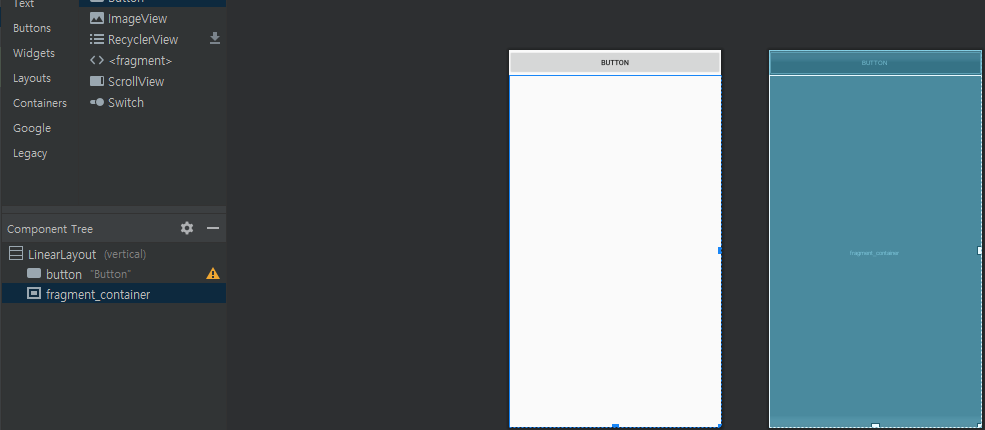 Text
Button
Buttons
ImageView
RecyclerView
Widgets
<fragment>
Layouts
ScrollView
Containers
Switch
Google
Legacy
Component Tree
LinearLayout (vertical)
button "Button"
fragment_container
BUTTON
BUTTON
fragment_container